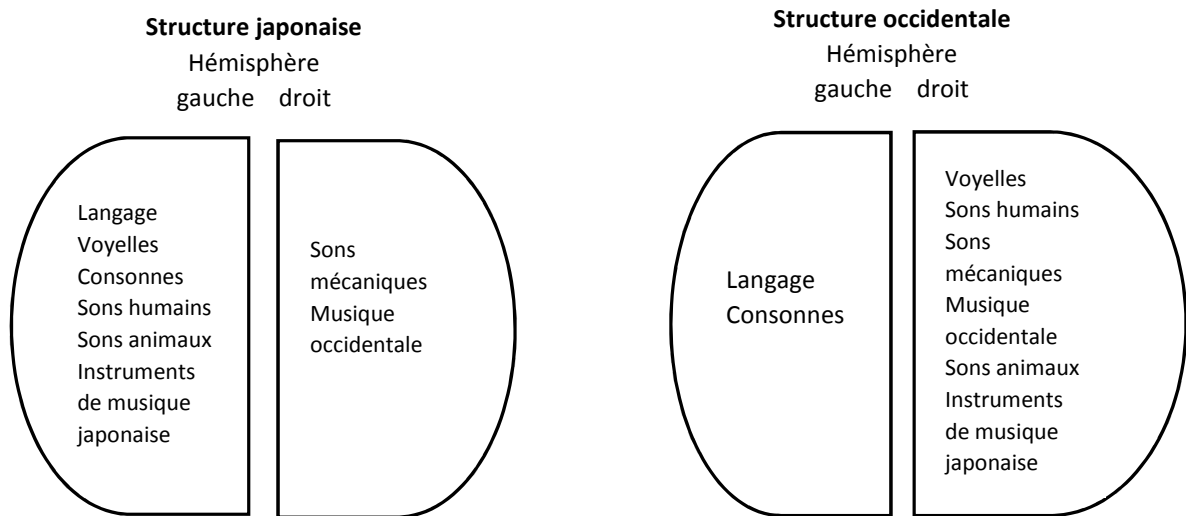 Structure japonaise
Hémisphère
gauche droit
Langage
Voyelles
Consonnes
Sons humains
Sons animaux
Instruments
de musique
japonaise
Sons
mécaniques
Musique
occidentale
Structure occidentale
Hémisphère
gauche droit
Langage
Consonnes
Voyelles
Sons humains
Sons
mécaniques
Musique
occidentale
Sons animaux
Instruments
de musique
japonaise